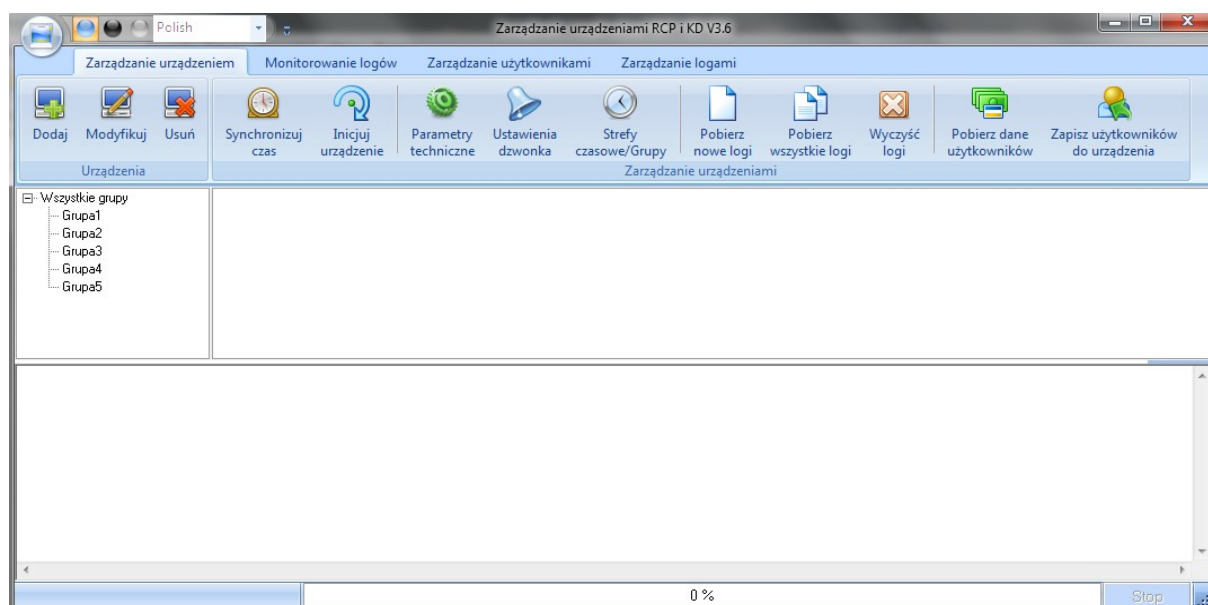 Polish
Zarządzanie urządzeniami RCP i KD V3.6
Zarządzanie urządzeniem Monitorowanie logów Zarządzanie użytkownikami Zarządzanie logami
Dodaj Modyfikuj Usuń Synchronizuj czas Inicjuj urządzenie Parametry techniczne Ustawienia dzwonka Strefy czasowe/Grupy Pobierz nowe logi Pobierz wszystkie logi Wyczyść logi Pobierz dane użytkowników Zapisz użytkowników do urządzenia
Urządzenia Zarządzanie urządzeniami
Wszystkie grupy
Grupa1
Grupa2
Grupa3
Grupa4
Grupa5
0 % Stop